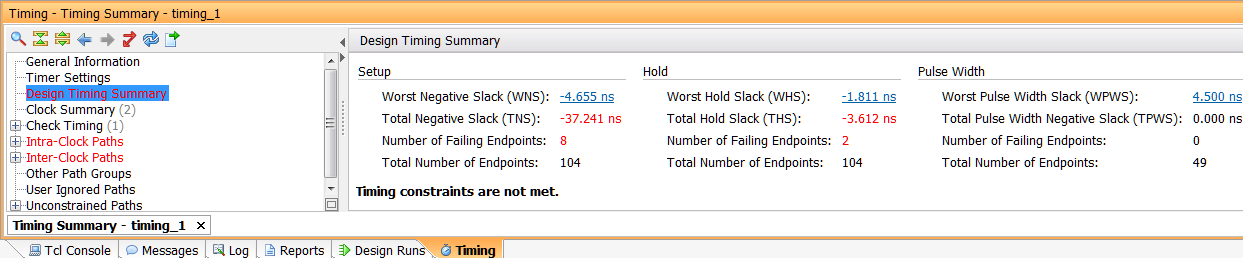 Timing - Timing Summary - timing_1
General Information
Timer Settings
Design Timing Summary
Clock Summary (2)
Check Timing (1)
Intra-Clock Paths
Inter-Clock Paths
Other Path Groups
User Ignored Paths
Unconstrained Paths
Timing Summary - timing_1
Design Timing Summary
Setup Hold Pulse Width
Worst Negative Slack (WNS): -4.655 ns Worst Hold Slack (WHS): -1.811 ns Worst Pulse Width Slack (WPWS): 4.500 ns
Total Negative Slack (TNS): -37.241 ns Total Hold Slack (THS): -3.612 ns Total Pulse Width Negative Slack (TPWS): 0.000 ns
Number of Failing Endpoints: 8 Number of Failing Endpoints: 2 Number of Failing Endpoints: 0
Total Number of Endpoints: 104 Total Number of Endpoints: 104 Total Number of Endpoints: 49
Timing constraints are not met.
Tcl Console Messages Log Reports Design Runs Timing